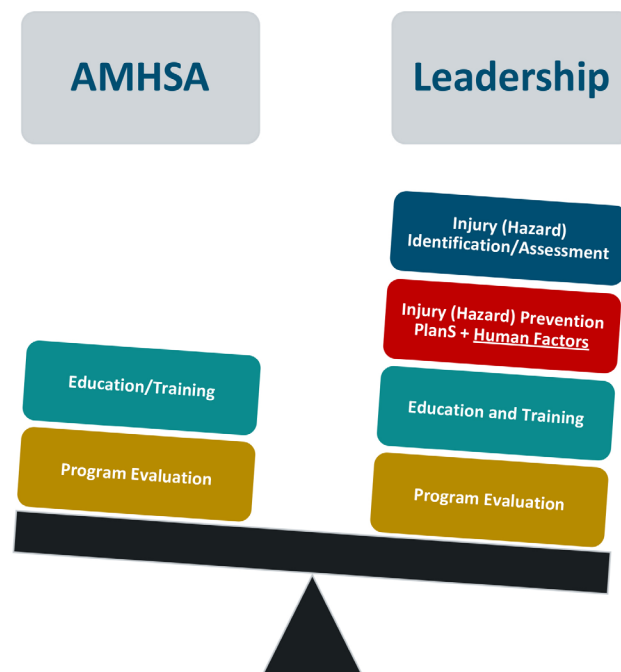 AMHSA
Leadership
Injury (Hazard)
Identification/Assessment
Injury (Hazard) Prevention
PlanS + Human Factors
Education/Training
Education and Training
Program Evaluation
Program Evaluation